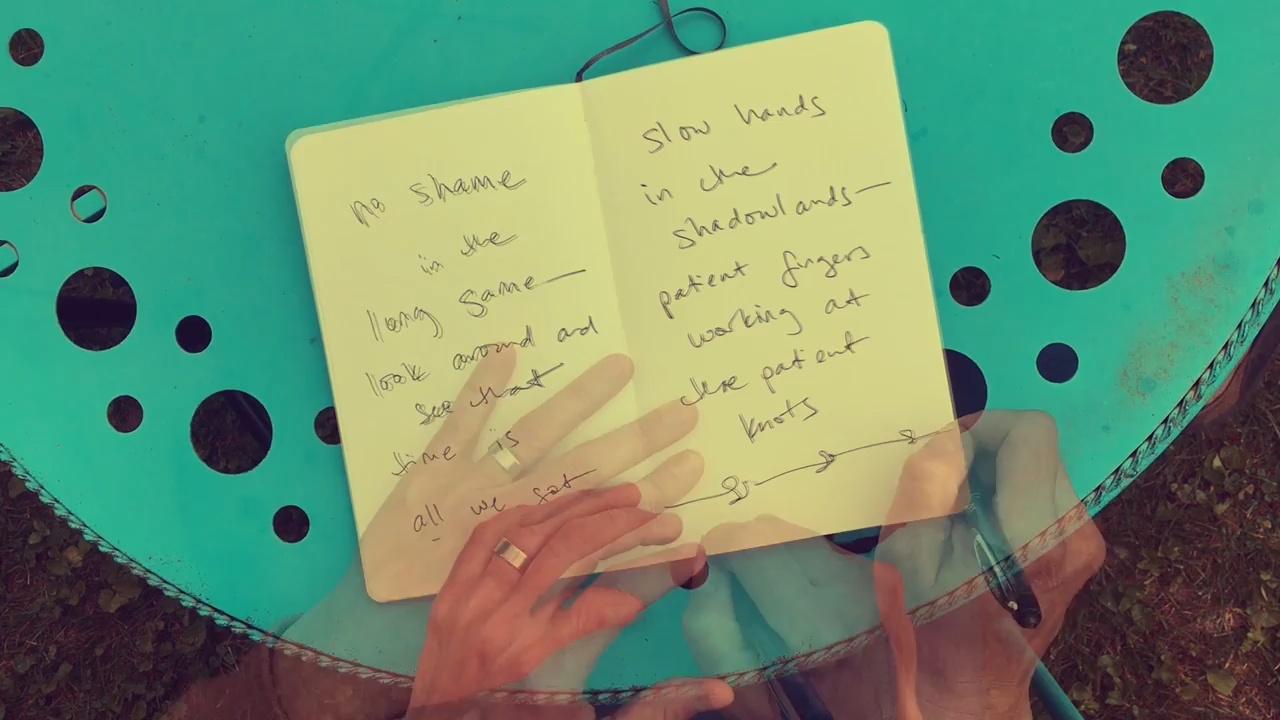 no shame
in the
long game—
look around and
see that
time is
all we got
slow hands
in the
shadowlands—
patient fingers
working at
the patient
knots